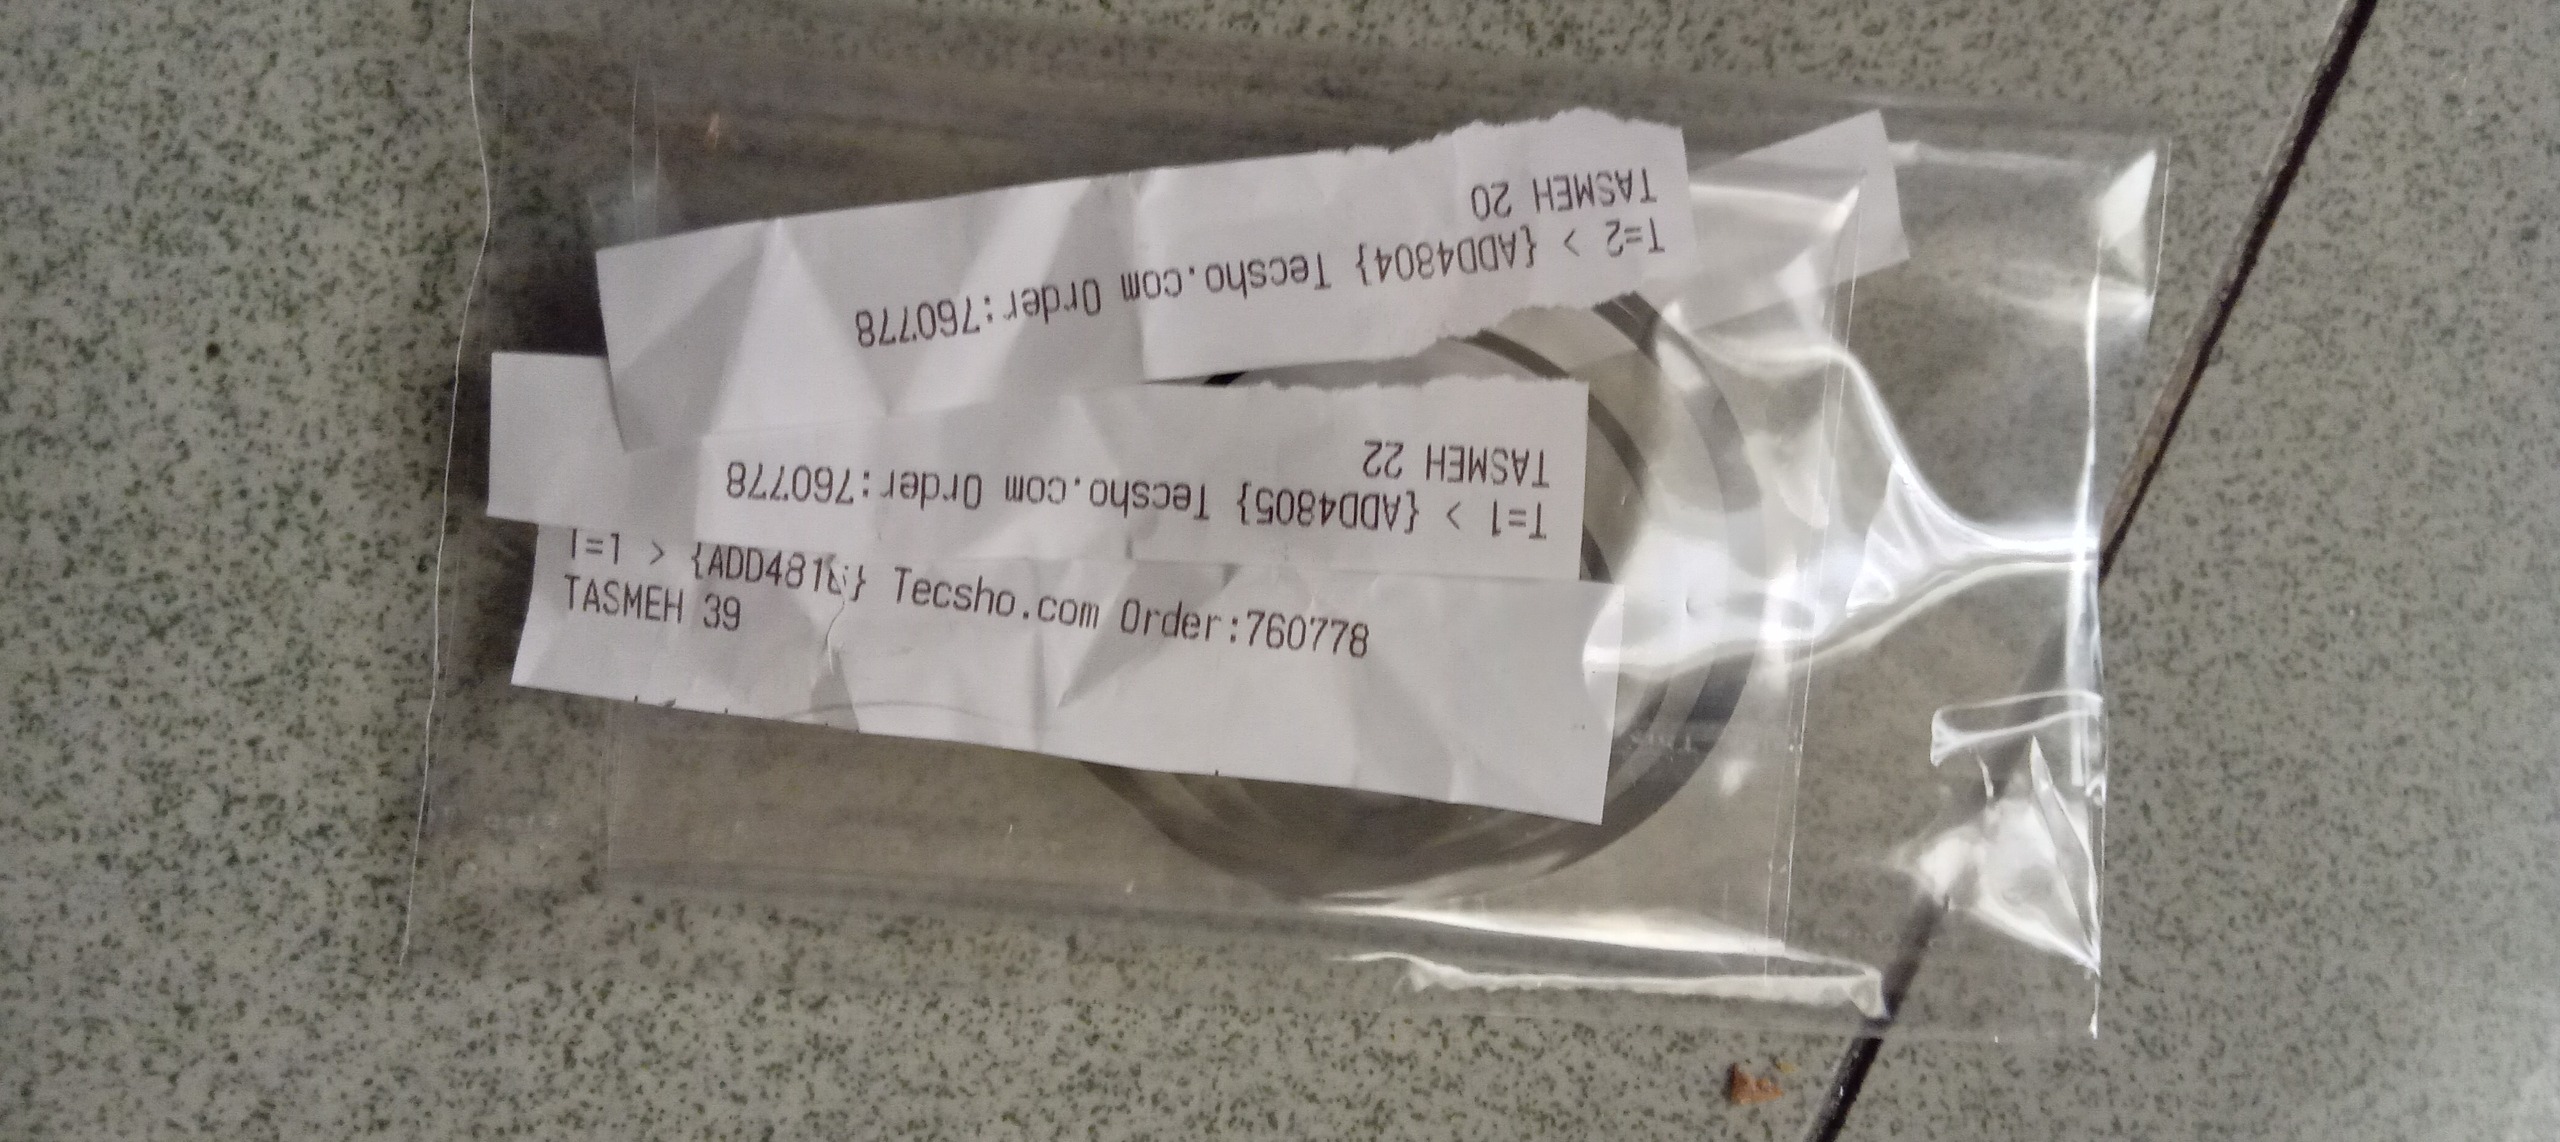 T=2 > {ADD4804} Tecsho.com Order:760778
TASMEH 20
T=1 > {ADD4805} Tecsho.com Order:760778
TASMEH 22
T=1 > Tecsho.com Order:760778
TASMEH 39